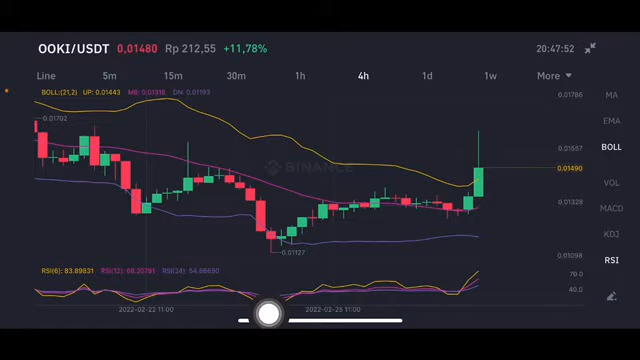 OOKI/USDT 0,01480 Rp 212,55 +11,78% 20:47:52
Line 5m 15m 30m 1h 4h 1d 1w More
BOLL:(21,2) UP: 0.01443 MB: 0.01318 DN: 0.01193
0.01786
MA
0.01702
EMA
0.01557
BOLL
BINANCE
0.01490
VOL
0.01328
MACD
KDJ
0.01127
0.01098
RSI
RSI(6): 83.89831 RSI(12): 68.20791 RSI(24): 54.66690
70.0
40.0
2022-02-22 11:00 2022-02-25 11:00